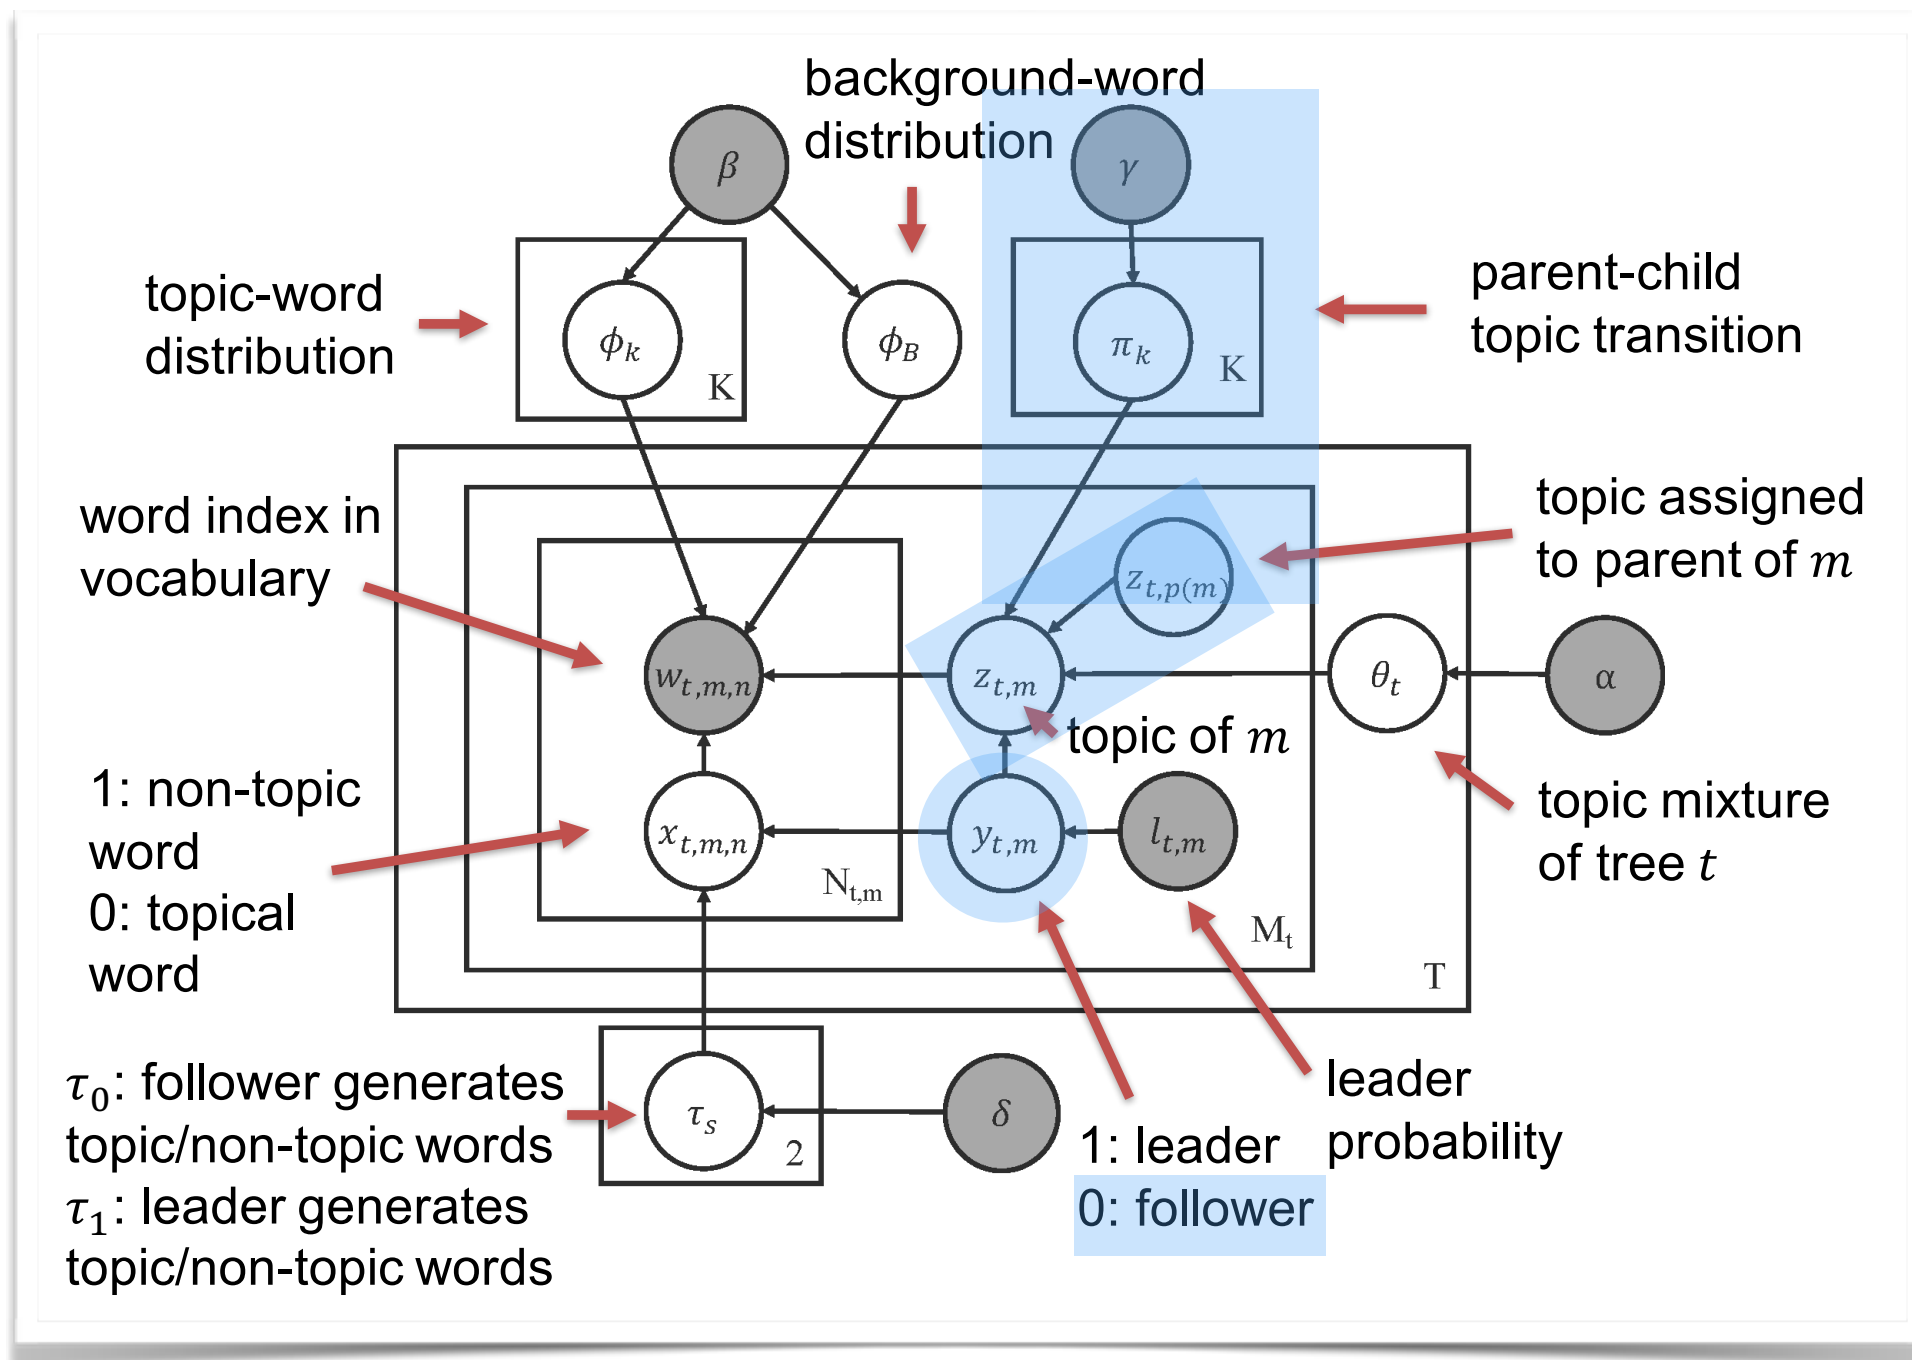 background-word
distribution
β
γ
topic-word
distribution
ϕ_k
K
ϕ_B
π_k
K
parent-child
topic transition
word index in
vocabulary
topic assigned
to parent of m
z_{t,p(m)}
w_{t,m,n}
z_{t,m}
θ_t
α
topic of m
1: non-topic
word
0: topical
word
x_{t,m,n}
y_{t,m}
l_{t,m}
N_{t,m}
M_t
T
topic mixture
of tree t
τ_0: follower generates
topic/non-topic words
τ_1: leader generates
topic/non-topic words
τ_s
2
δ
1: leader
0: follower
leader
probability